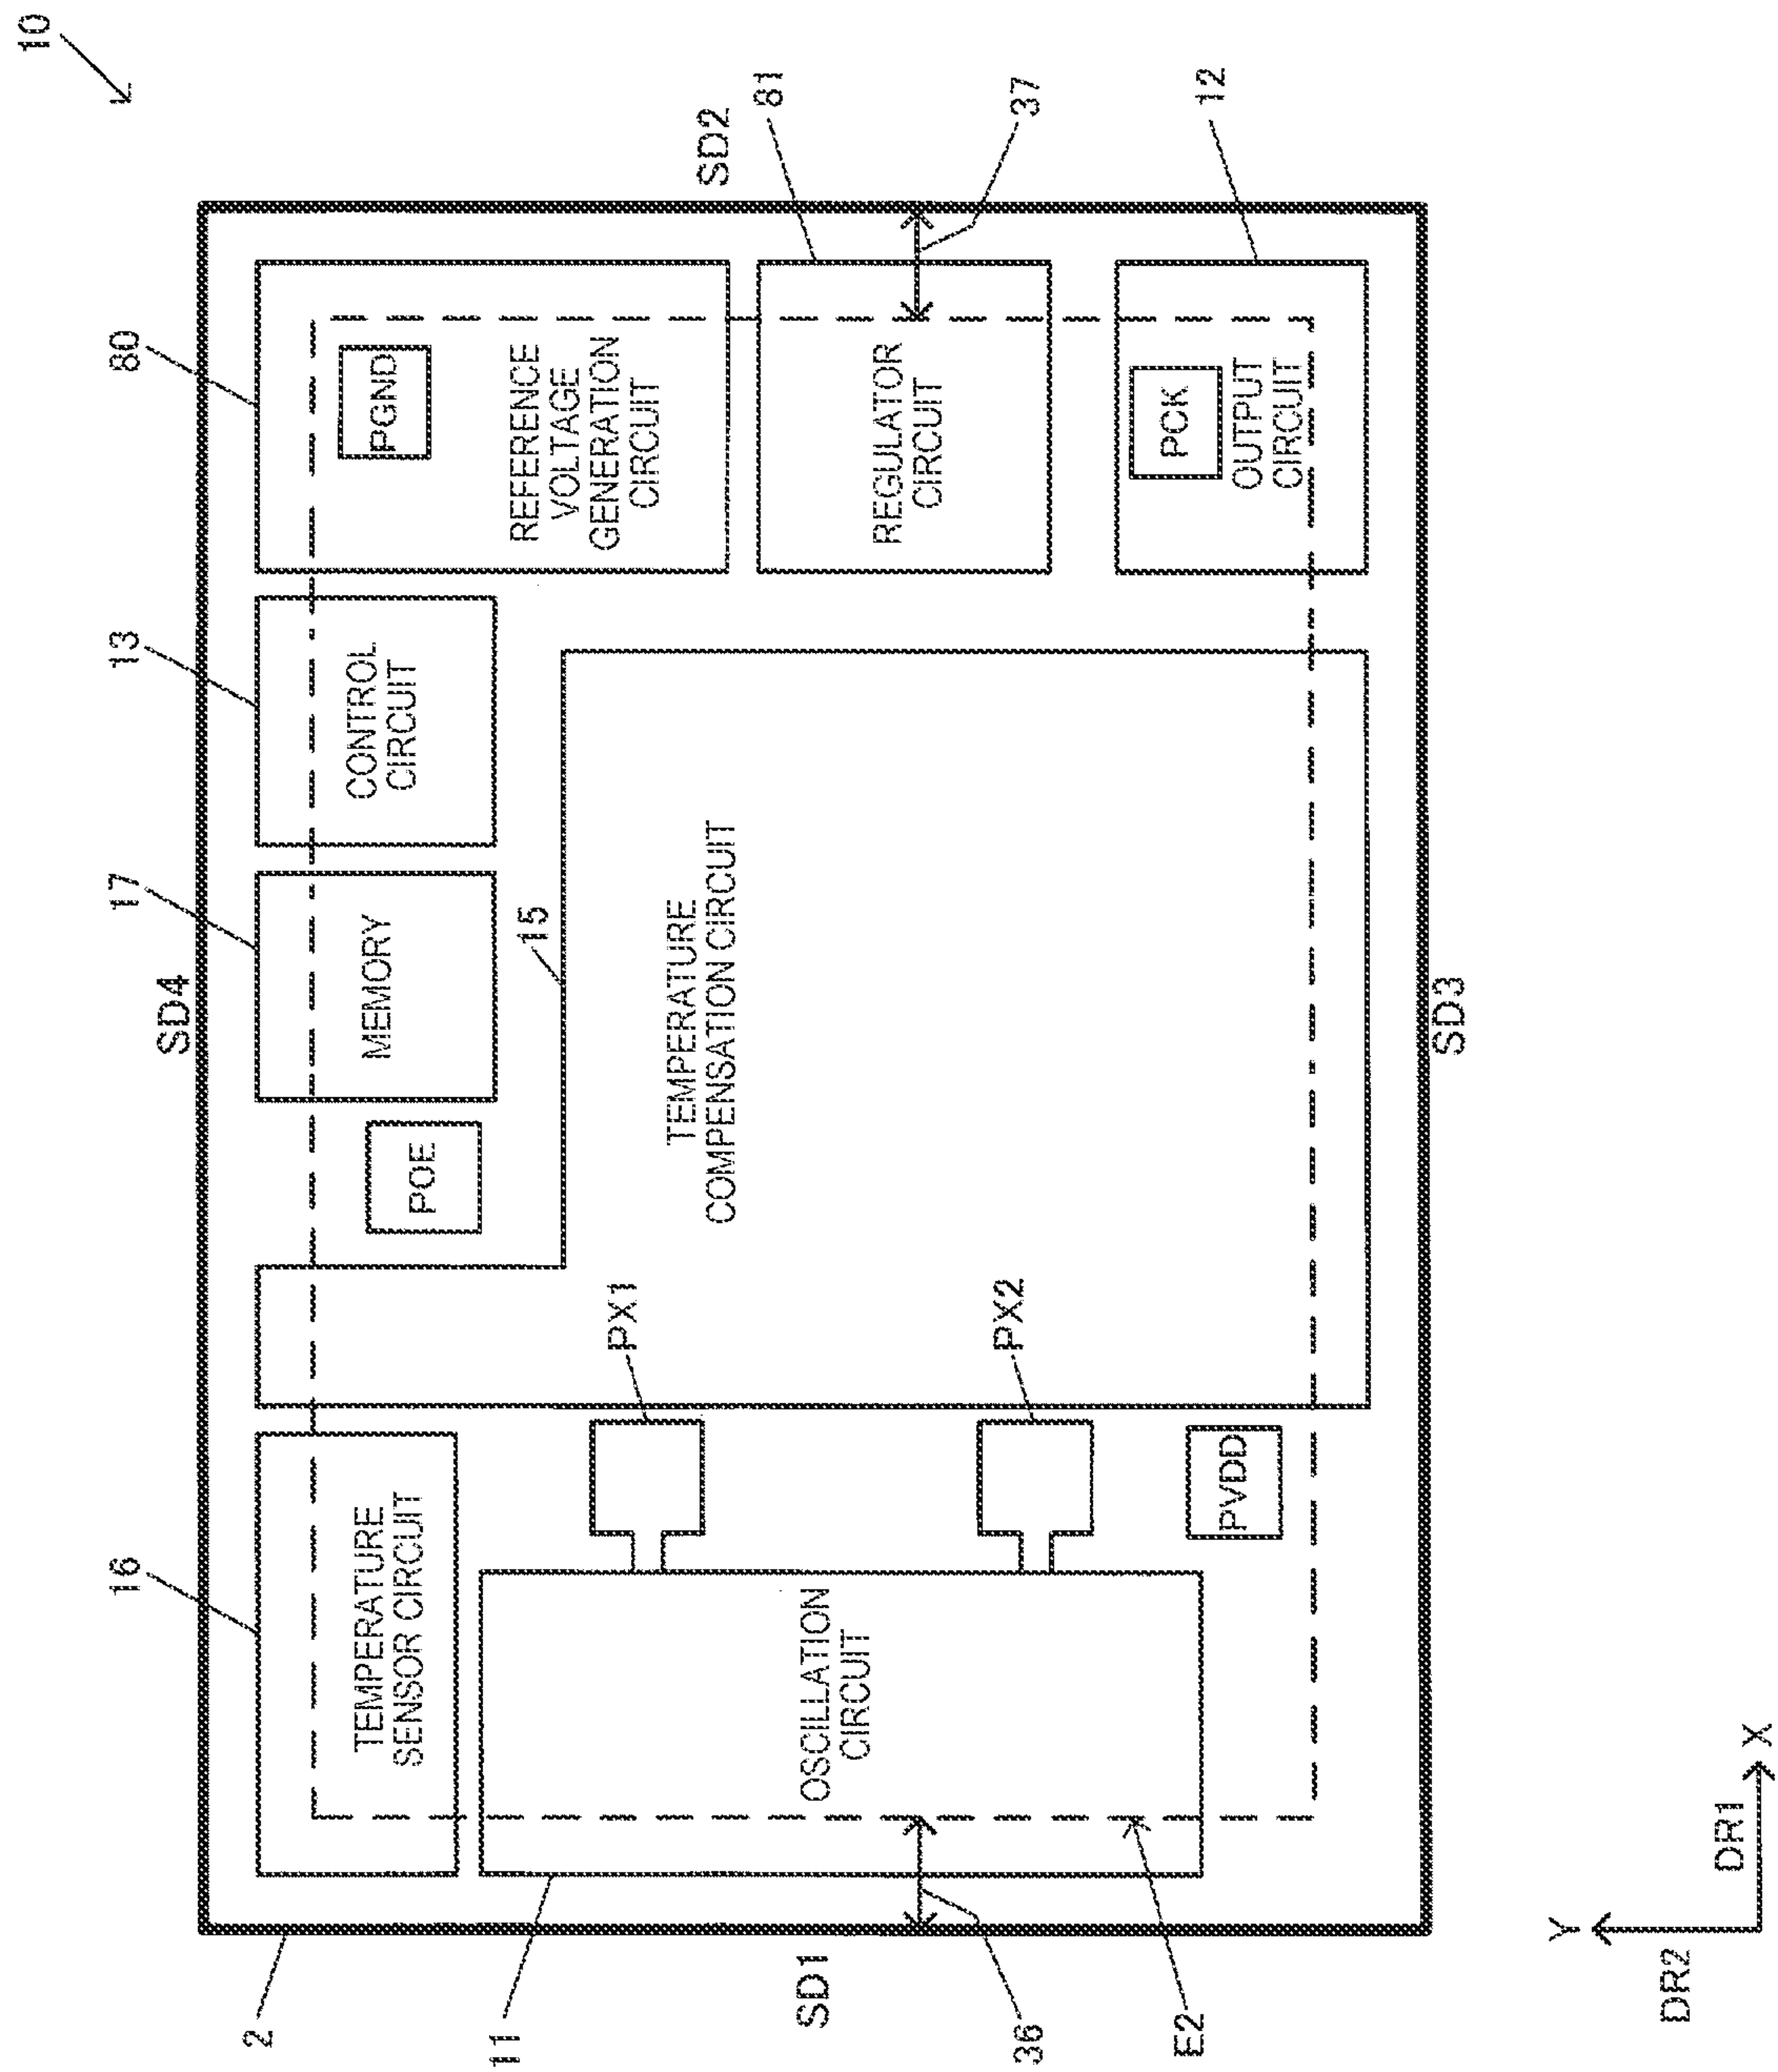 10
SD4
80
13
17
16
2
PGND
REFERENCE
VOLTAGE
GENERATION
CIRCUIT
CONTROL
CIRCUIT
MEMORY
POE
15
TEMPERATURE
SENSOR CIRCUIT
11
SD2
81
REGULATOR
CIRCUIT
37
TEMPERATURE
COMPENSATION CIRCUIT
PX1
PX2
OSCILLATION
CIRCUIT
SD1
36
12
PCK
OUTPUT
CIRCUIT
PVDD
E2
SD3
Y
DR2
DR1
X